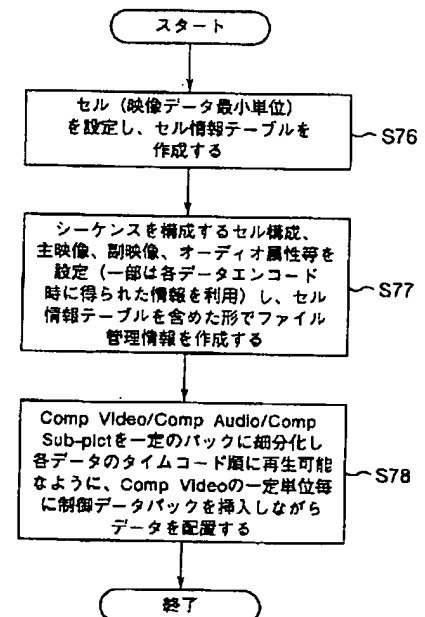 スタート
セル（映像データ最小単位）
を設定し、セル情報テーブルを
作成する
S76
シーケンスを構成するセル構成、
主映像、副映像、オーディオ属性等を
設定（一部は各データエンコード
時に得られた情報を利用）し、セル
情報テーブルを含めた形でファイル
管理情報を作成する
S77
Comp Video/Comp Audio/Comp
Sub-pictを一定のパックに細分化し
各データのタイムコード順に再生可能
なように、Comp Videoの一定単位毎
に制御データパックを挿入しながら
データを配置する
S78
終了